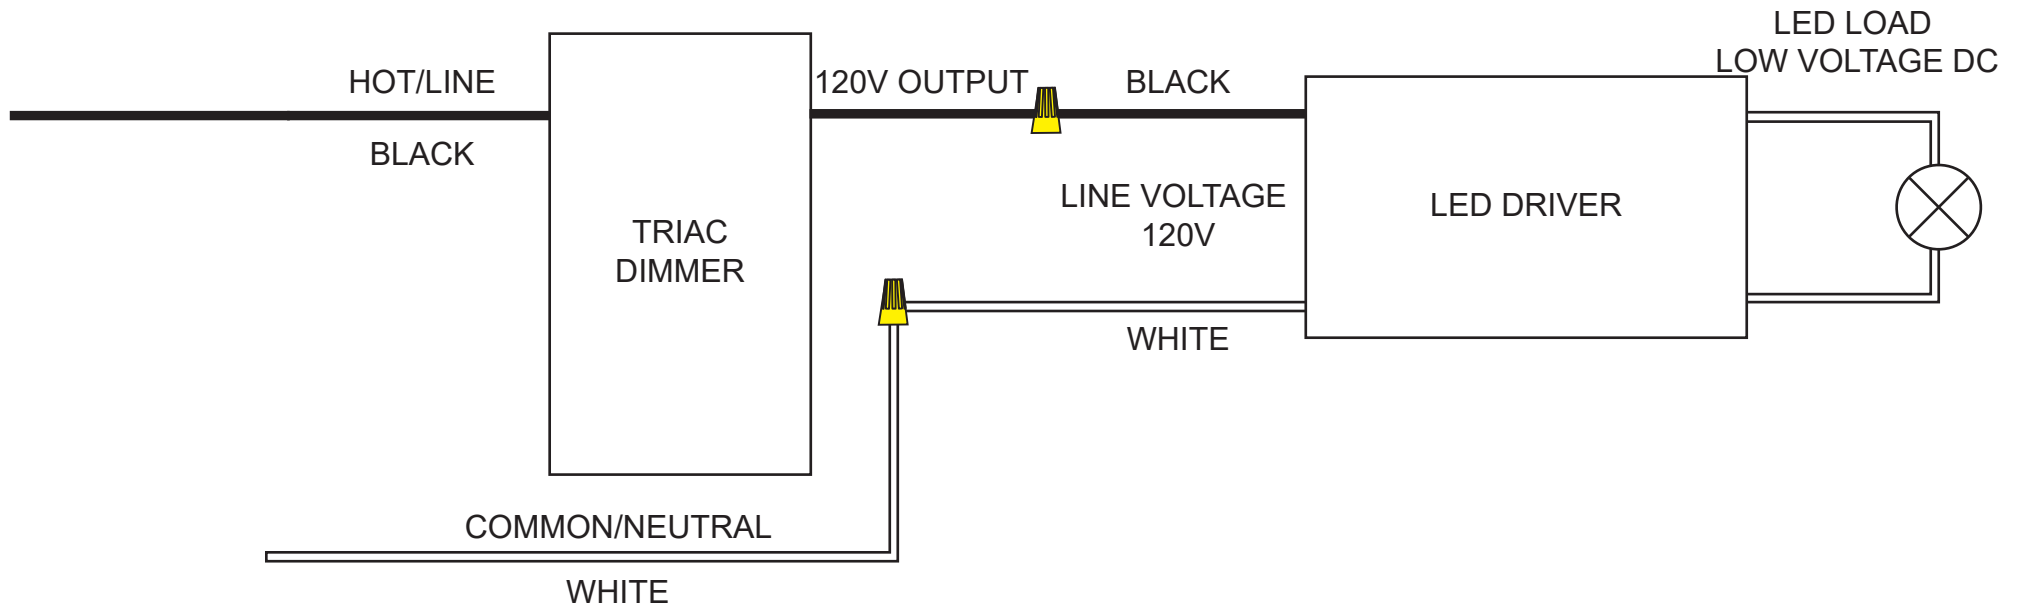 LED LOAD
LOW VOLTAGE DC
HOT/LINE
120V OUTPUT
BLACK
BLACK
LINE VOLTAGE
120V
LED DRIVER
TRIAC
DIMMER
WHITE
COMMON/NEUTRAL
WHITE